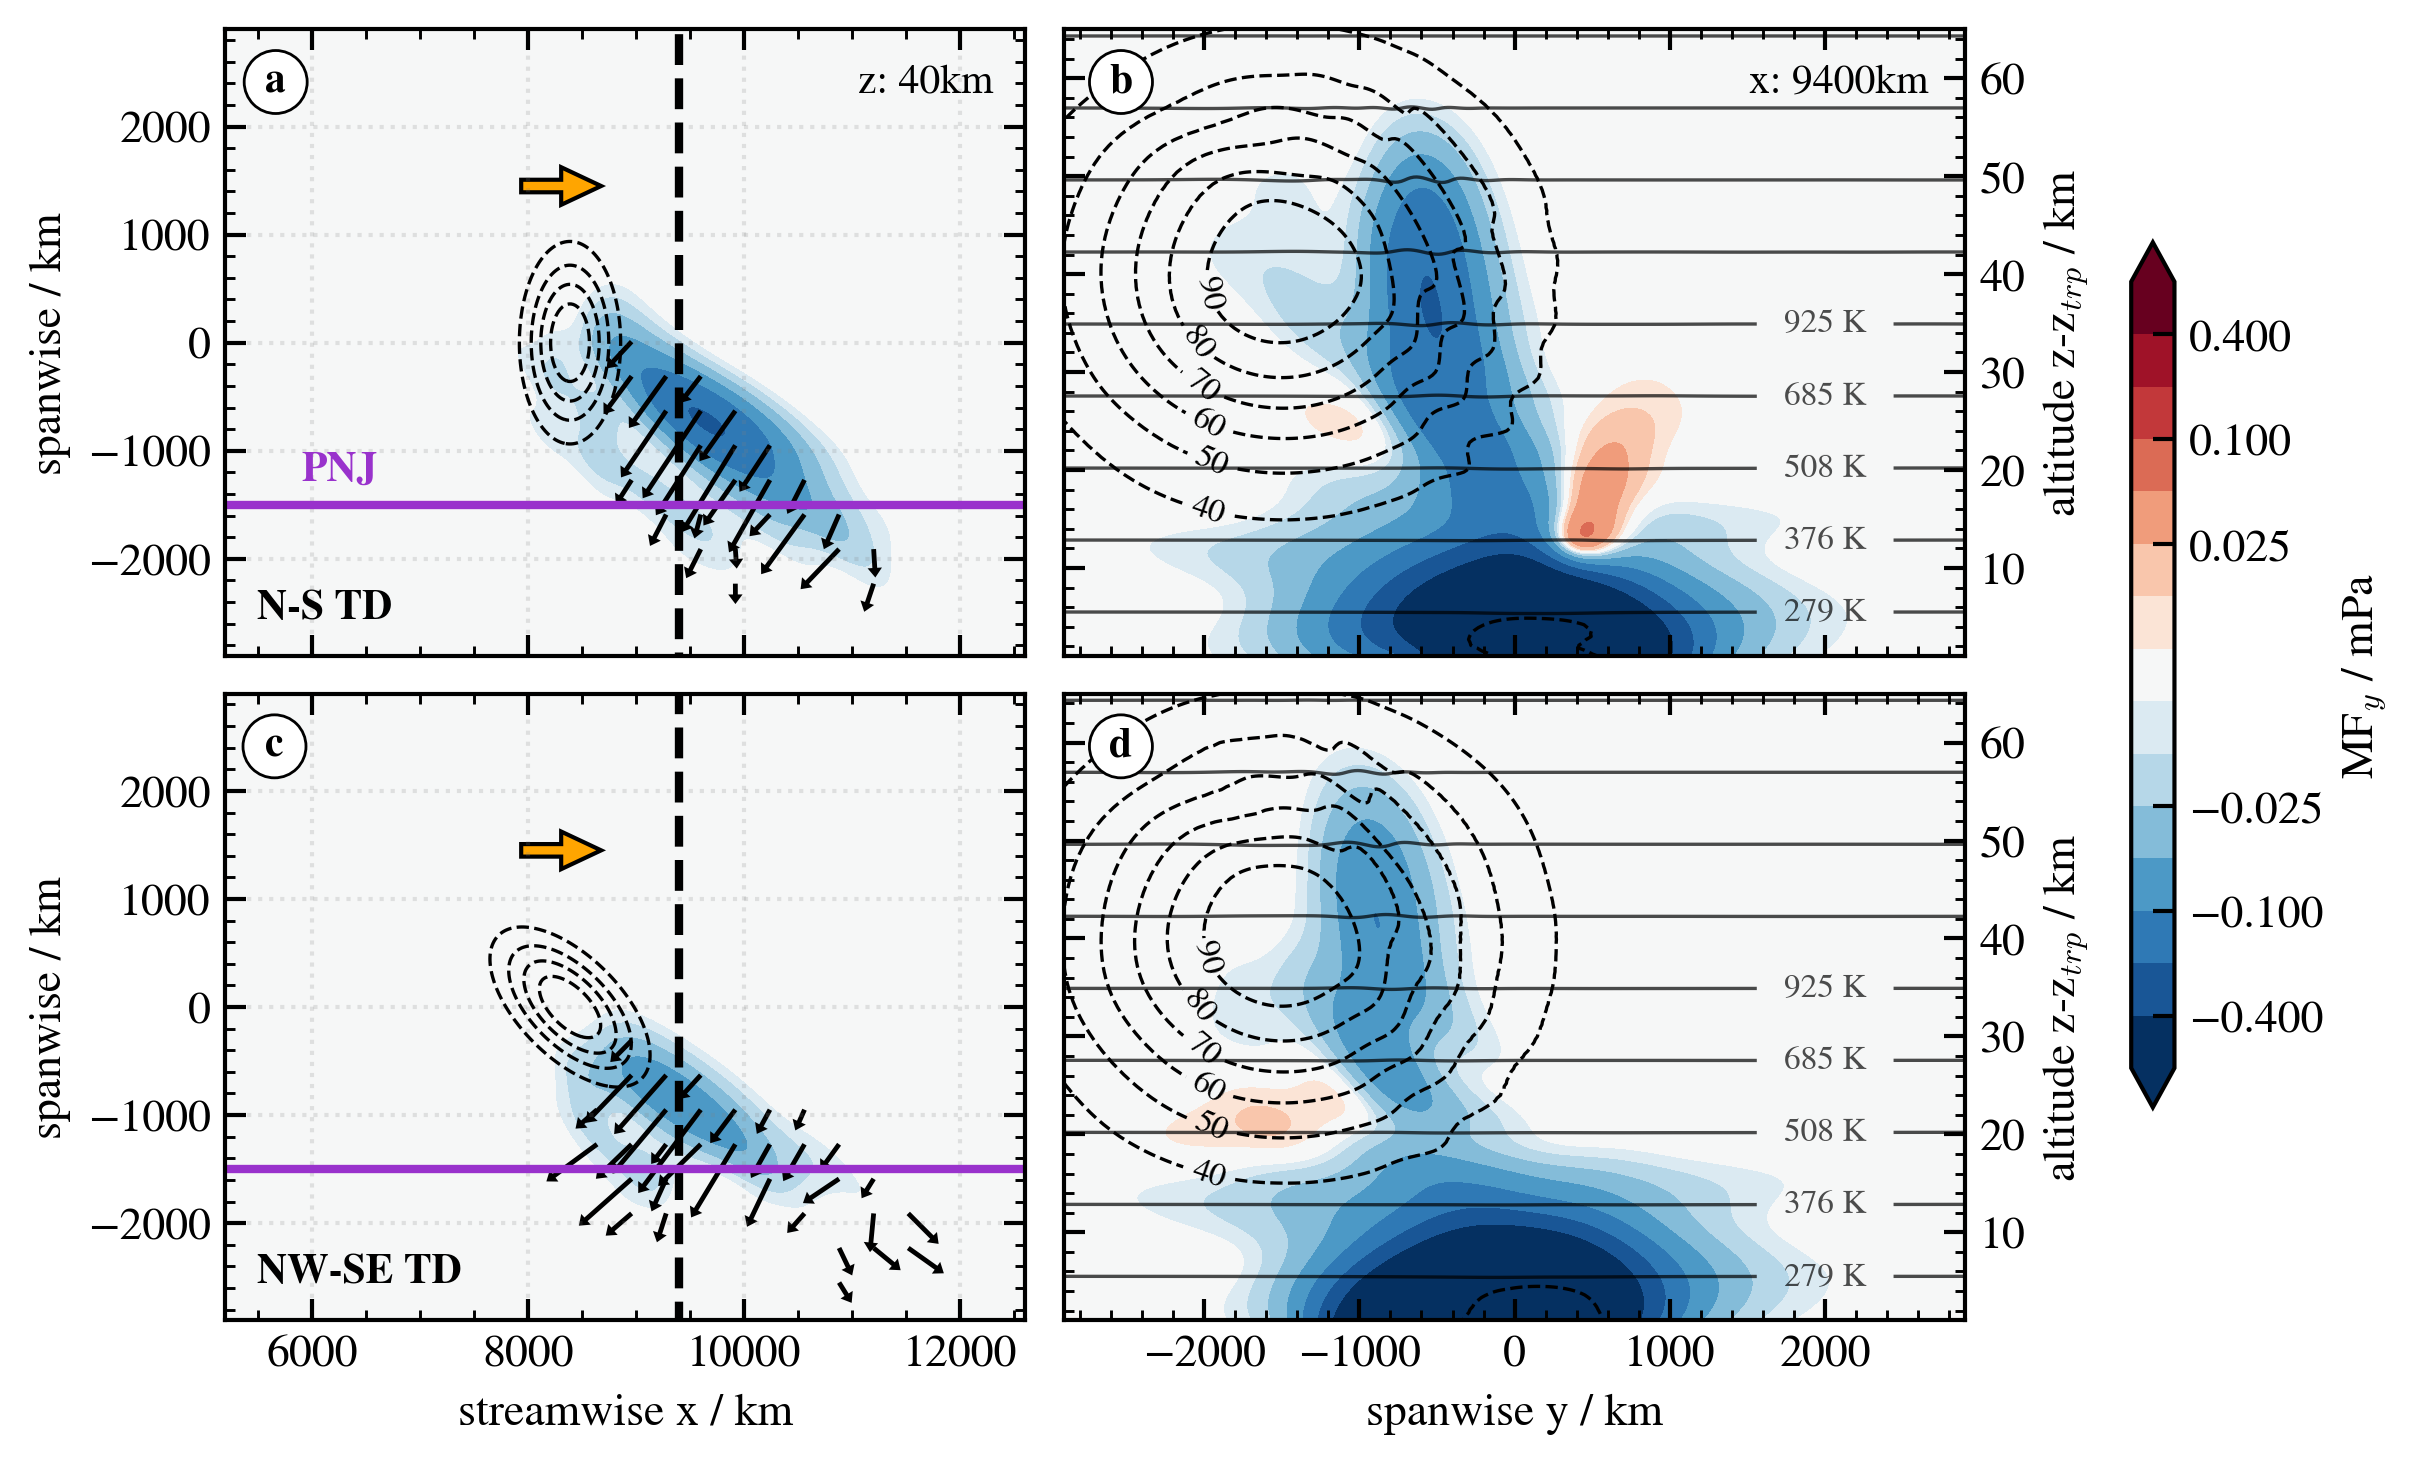 a
z: 40km
2000
1000
0
−1000
−2000
spanwise / km
PNJ
N-S TD
b
x: 9400km
90
80
70
60
50
40
925 K
685 K
508 K
376 K
279 K
60
50
40
30
20
10
altitude z-z_trp / km
c
2000
1000
0
−1000
−2000
spanwise / km
NW-SE TD
6000
8000
10000
12000
streamwise x / km
d
90
80
70
60
50
40
925 K
685 K
508 K
376 K
279 K
60
50
40
30
20
10
altitude z-z_trp / km
−2000
−1000
0
1000
2000
spanwise y / km
0.400
0.100
0.025
−0.025
−0.100
−0.400
MF_y / mPa